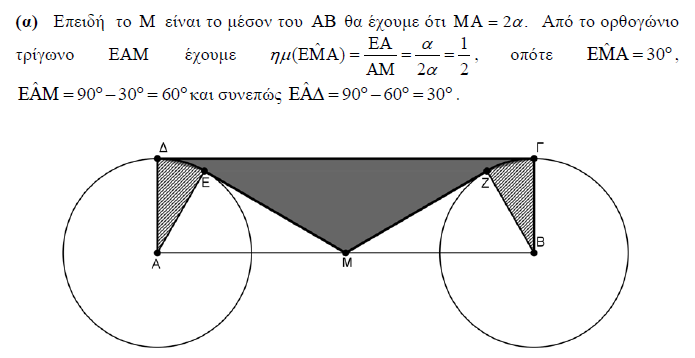 (α) Επειδή το Μ είναι το μέσον του ΑΒ θα έχουμε ότι ΜΑ = 2α. Από το ορθογώνιο
τρίγωνο ΕΑΜ έχουμε ημ(ΕΜ̂Α) = ΕΑ/ΑΜ = α/2α = 1/2, οπότε ΕΜ̂Α = 30°,
ΕÂΜ = 90° − 30° = 60° και συνεπώς ΕÂΔ = 90° − 60° = 30°.
Δ Γ
Ε Ζ
Α Μ Β